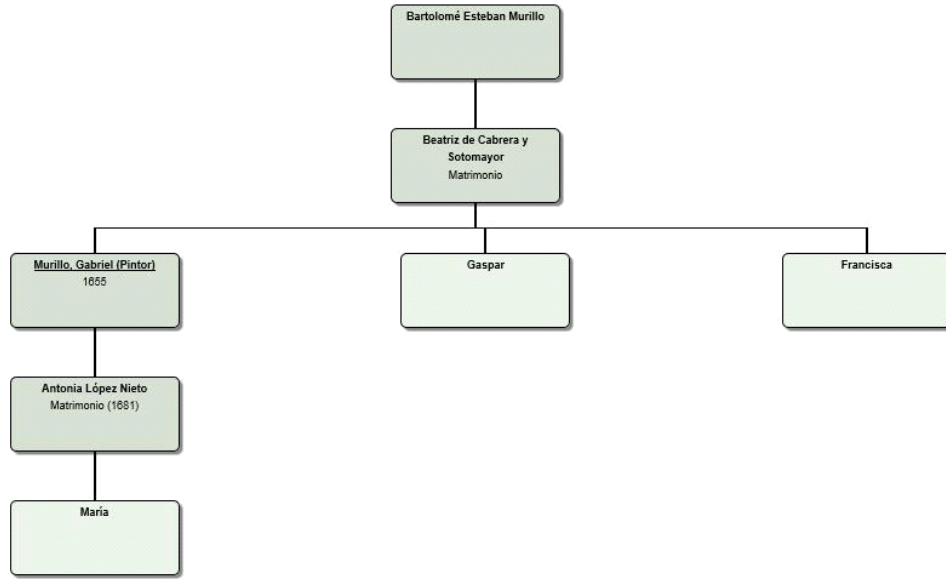 Bartolomé Esteban Murillo
Beatriz de Cabrera y
Sotomayor
Matrimonio
Murillo, Gabriel (Pintor)
1655
Gaspar
Francisca
Antonia López Nieto
Matrimonio (1681)
María